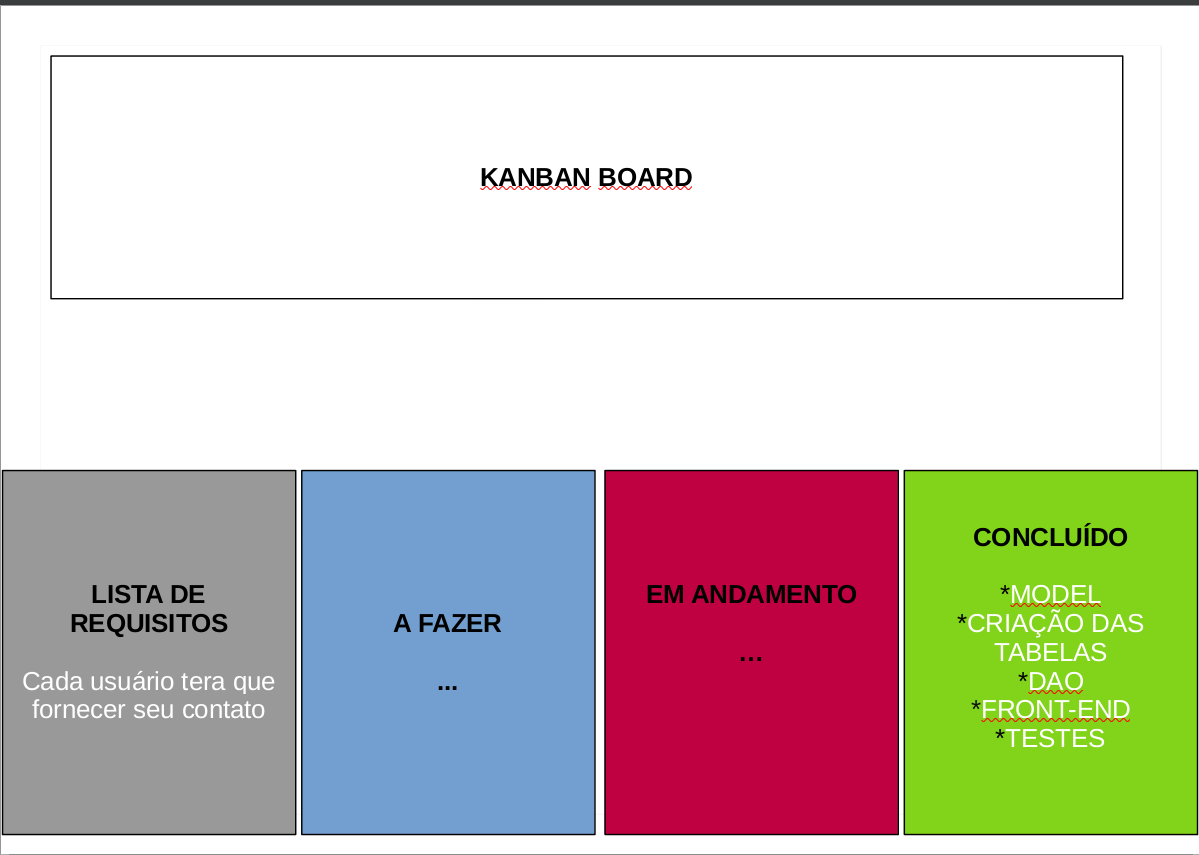 KANBAN BOARD
LISTA DE
REQUISITOS
Cada usuário tera que
fornecer seu contato
A FAZER
...
EM ANDAMENTO
...
CONCLUÍDO
*MODEL
*CRIAÇÃO DAS
TABELAS
*DAO
*FRONT-END
*TESTES